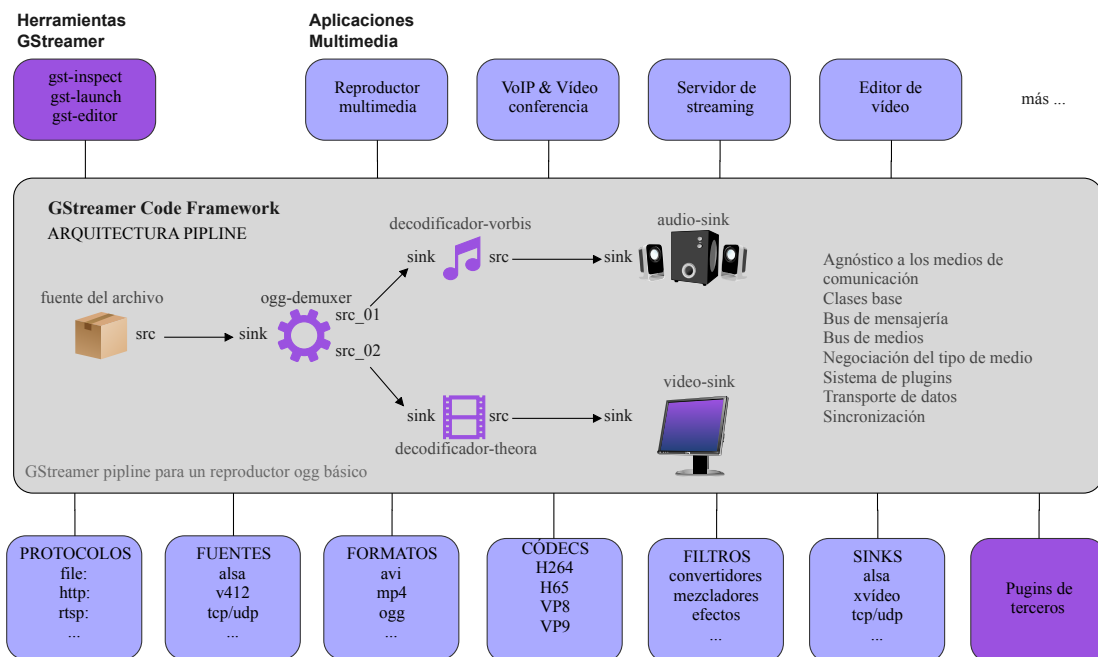 Herramientas
GStreamer
Aplicaciones
Multimedia
gst-inspect
gst-launch
gst-editor
Reproductor
multimedia
VoIP & Vídeo
conferencia
Servidor de
streaming
Editor de
vídeo
más ...
GStreamer Code Framework
ARQUITECTURA PIPLINE
decodificador-vorbis
audio-sink
sink
src
sink
fuente del archivo
ogg-demuxer
src
sink
src_01
src_02
video-sink
sink
src
sink
decodificador-theora
Agnóstico a los medios de
comunicación
Clases base
Bus de mensajería
Bus de medios
Negociación del tipo de medio
Sistema de plugins
Transporte de datos
Sincronización
GStreamer pipline para un reproductor ogg básico
PROTOCOLOS
file:
http:
rtsp:
...
FUENTES
alsa
v412
tcp/udp
...
FORMATOS
avi
mp4
ogg
...
CÓDECS
H264
H65
VP8
VP9
FILTROS
convertidores
mezcladores
efectos
...
SINKS
alsa
xvídeo
tcp/udp
...
Pugins de
terceros